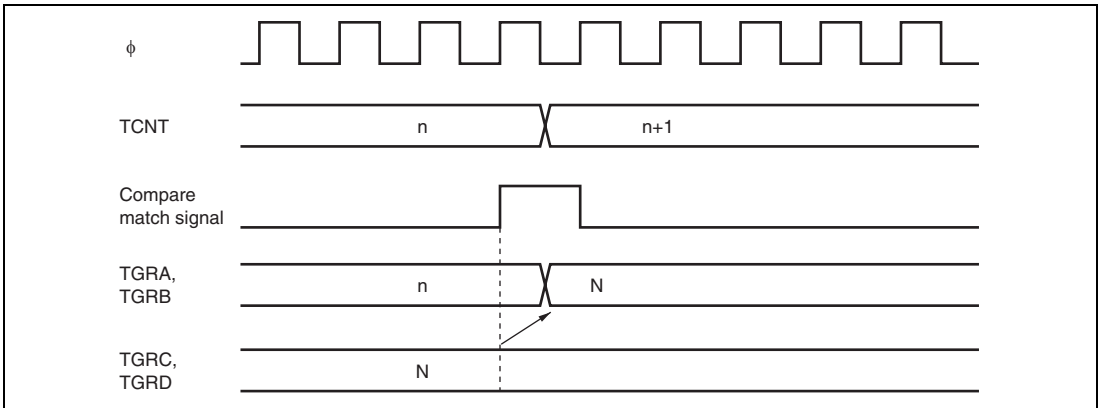 ϕ
TCNT
n
n+1
Compare
match signal
TGRA,
TGRB
n
N
TGRC,
TGRD
N